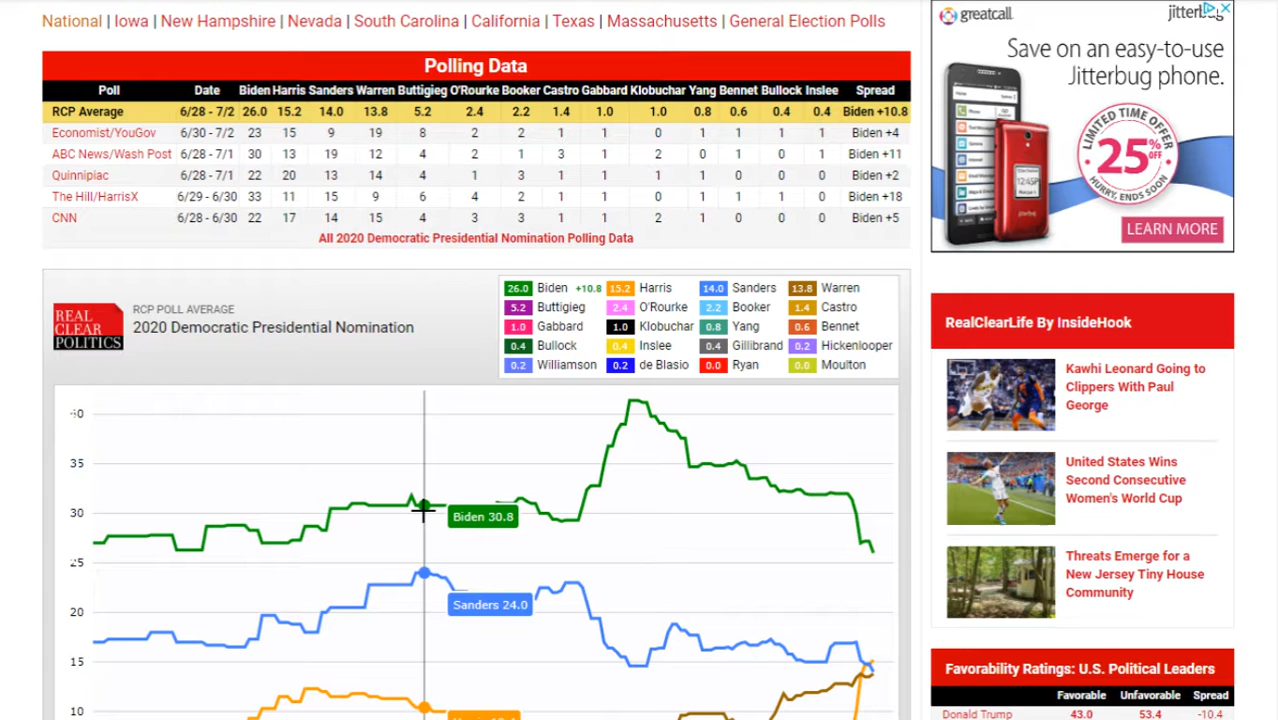 National | Iowa | New Hampshire | Nevada | South Carolina | California | Texas | Massachusetts | General Election Polls
Polling Data
Poll Date Biden Harris Sanders Warren Buttigieg O'Rourke Booker Castro Gabbard Klobuchar Yang Bennet Bullock Inslee Spread
RCP Average 6/28 - 7/2 26.0 15.2 14.0 13.8 5.2 2.4 2.2 1.4 1.0 1.0 0.8 0.6 0.4 0.4 Biden +10.8
Economist/YouGov 6/30 - 7/2 23 15 9 19 8 2 2 1 1 0 1 1 1 1 Biden +4
ABC News/Wash Post 6/28 - 7/1 30 13 19 12 4 2 1 3 1 2 0 1 0 1 Biden +11
Quinnipiac 6/28 - 7/1 22 20 13 14 4 1 3 1 1 1 1 0 0 0 Biden +2
The Hill/HarrisX 6/29 - 6/30 33 11 15 9 6 4 2 1 1 0 1 1 1 0 Biden +18
CNN 6/28 - 6/30 22 17 14 15 4 3 3 1 1 2 1 0 0 0 Biden +5
All 2020 Democratic Presidential Nomination Polling Data
REAL
CLEAR
POLITICS
RCP POLL AVERAGE
2020 Democratic Presidential Nomination
26.0 Biden +10.8 15.2 Harris 14.0 Sanders 13.8 Warren
5.2 Buttigieg 2.4 O'Rourke 2.2 Booker 1.4 Castro
1.0 Gabbard 1.0 Klobuchar 0.8 Yang 0.6 Bennet
0.4 Bullock 0.4 Inslee 0.4 Gillibrand 0.2 Hickenlooper
0.2 Williamson 0.2 de Blasio 0.0 Ryan 0.0 Moulton
40
35
30
Biden 30.8
25
20
Sanders 24.0
15
10
greatcall
jitterbug
Save on an easy-to-use
Jitterbug phone.
LIMITED TIME OFFER
25% OFF
HURRY, ENDS SOON
LEARN MORE
RealClearLife By InsideHook
Kawhi Leonard Going to
Clippers With Paul
George
United States Wins
Second Consecutive
Women's World Cup
Threats Emerge for a
New Jersey Tiny House
Community
Favorability Ratings: U.S. Political Leaders
Favorable Unfavorable Spread
Donald Trump 43.0 53.4 -10.4